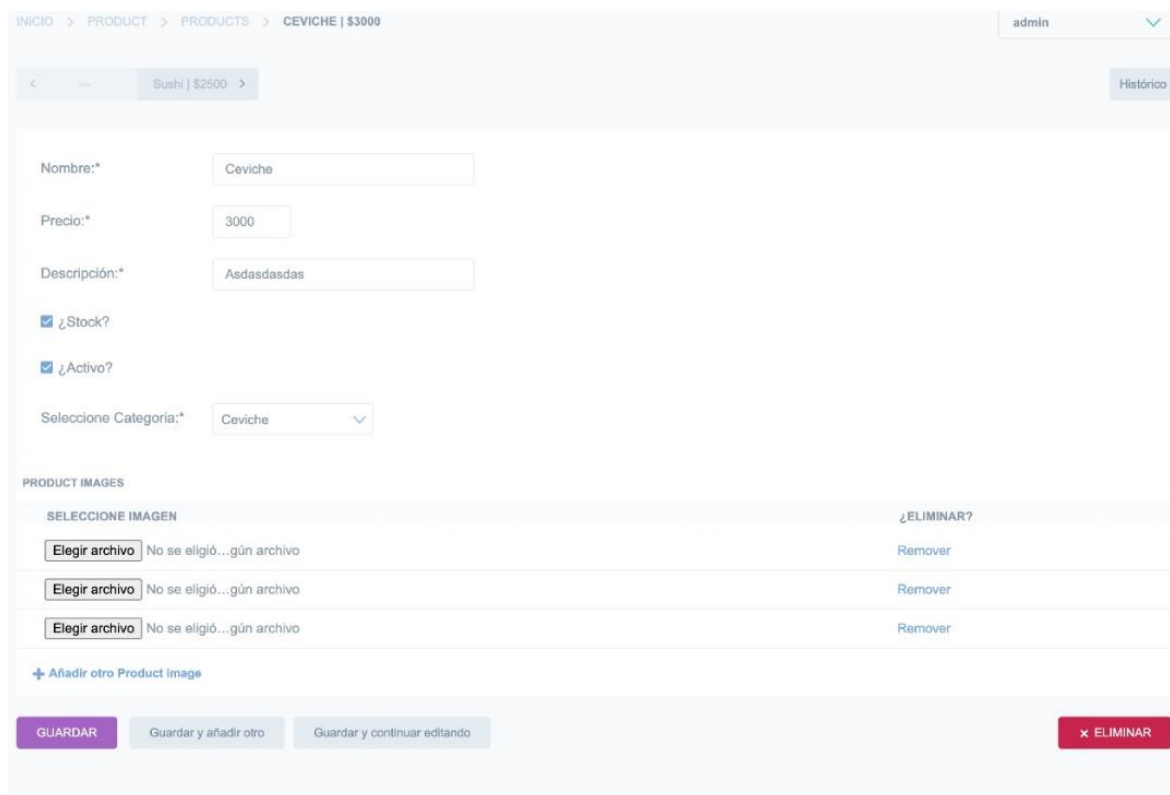 INICIO > PRODUCT > PRODUCTS > CEVICHE | $3000
admin
< — Sushi | $2500 >
Histórico
Nombre:* Ceviche
Precio:* 3000
Descripción:* Asdasdasdas
¿Stock?
¿Activo?
Seleccione Categoria:* Ceviche
PRODUCT IMAGES
SELECCIONE IMAGEN ¿ELIMINAR?
Elegir archivo No se eligió...gún archivo Remover
Elegir archivo No se eligió...gún archivo Remover
Elegir archivo No se eligió...gún archivo Remover
+ Añadir otro Product image
GUARDAR Guardar y añadir otro Guardar y continuar editando × ELIMINAR